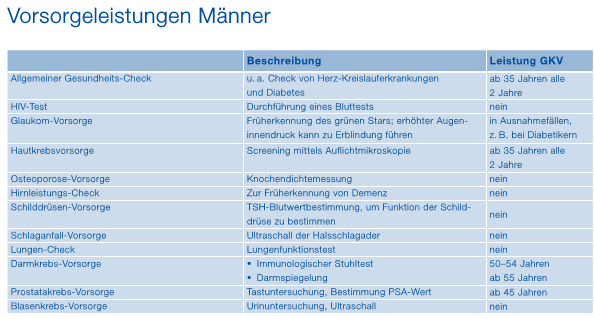 Vorsorgeleistungen Männer
Beschreibung Leistung GKV
Allgemeiner Gesundheits-Check u. a. Check von Herz-Kreislauferkrankungen ab 35 Jahren alle
und Diabetes 2 Jahre
HIV-Test Durchführung eines Bluttests nein
Glaukom-Vorsorge Früherkennung des grünen Stars; erhöhter Augen- in Ausnahmefällen,
innendruck kann zu Erblindung führen z. B. bei Diabetikern
Hautkrebsvorsorge Screening mittels Auflichtmikroskopie ab 35 Jahren alle
2 Jahre
Osteoporose-Vorsorge Knochendichtemessung nein
Hirnleistungs-Check Zur Früherkennung von Demenz nein
Schilddrüsen-Vorsorge TSH-Blutwertbestimmung, um Funktion der Schild-
drüse zu bestimmen nein
Schlaganfall-Vorsorge Ultraschall der Halsschlagader nein
Lungen-Check Lungenfunktionstest nein
Darmkrebs-Vorsorge ▪ Immunologischer Stuhltest 50–54 Jahren
▪ Darmspiegelung ab 55 Jahren
Prostatakrebs-Vorsorge Tastuntersuchung, Bestimmung PSA-Wert ab 45 Jahren
Blasenkrebs-Vorsorge Urinuntersuchung, Ultraschall nein